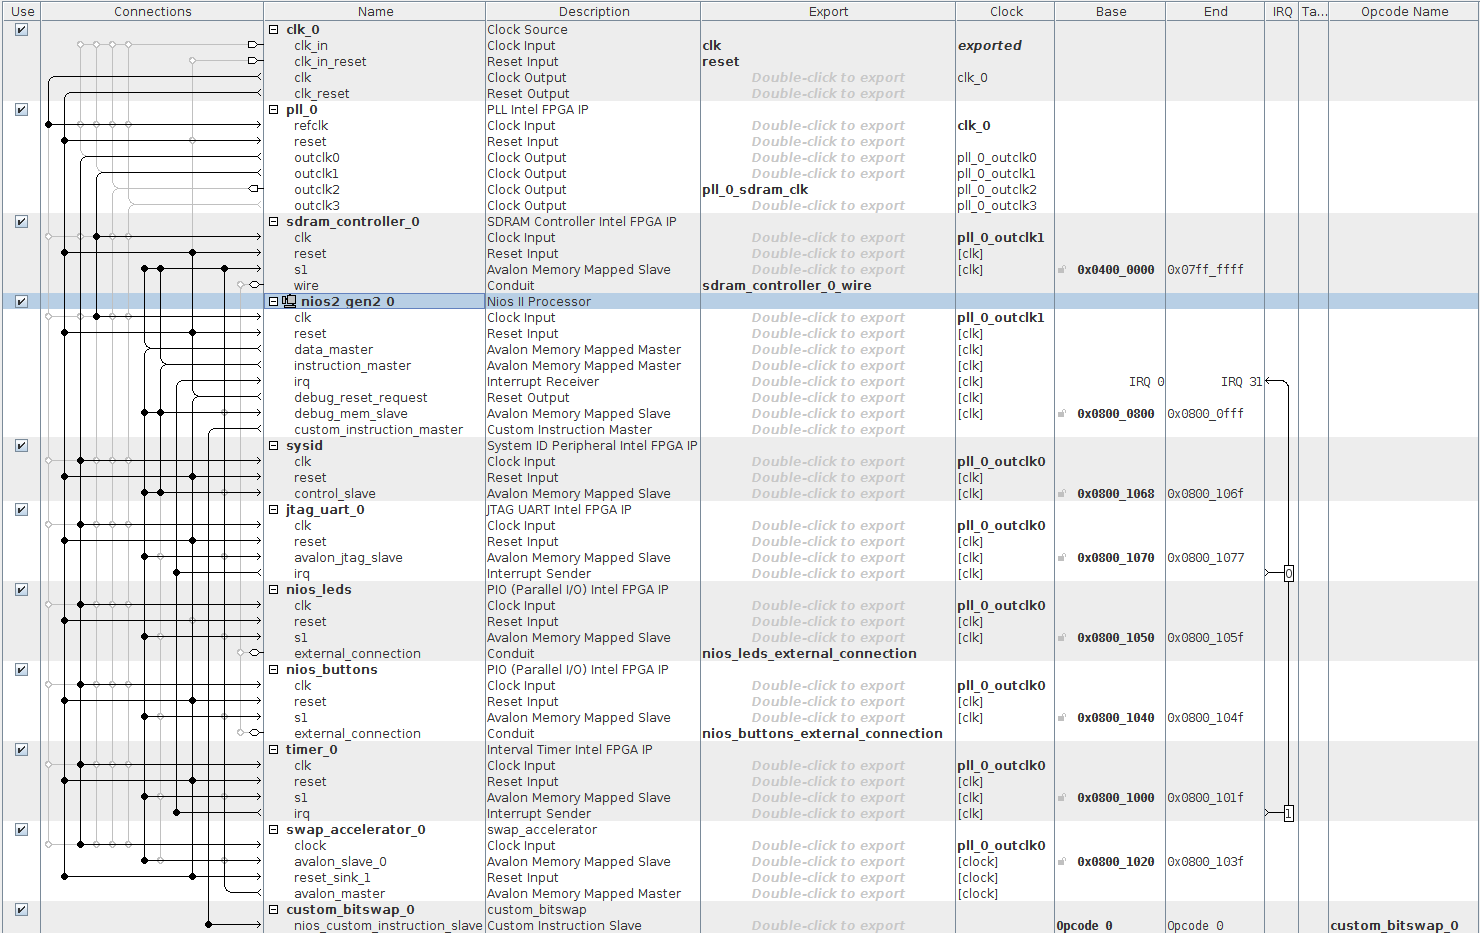 Use Connections Name Description Export Clock Base End IRQ Ta... Opcode Name
clk_0 Clock Source
clk_in Clock Input clk exported
clk_in_reset Reset Input reset
clk Clock Output Double-click to export clk_0
clk_reset Reset Output Double-click to export
pll_0 PLL Intel FPGA IP
refclk Clock Input Double-click to export clk_0
reset Reset Input Double-click to export
outclk0 Clock Output Double-click to export pll_0_outclk0
outclk1 Clock Output Double-click to export pll_0_outclk1
outclk2 Clock Output pll_0_sdram_clk pll_0_outclk2
outclk3 Clock Output Double-click to export pll_0_outclk3
sdram_controller_0 SDRAM Controller Intel FPGA IP
clk Clock Input Double-click to export pll_0_outclk1
reset Reset Input Double-click to export [clk]
s1 Avalon Memory Mapped Slave Double-click to export [clk] 0x0400_0000 0x07ff_ffff
wire Conduit sdram_controller_0_wire
nios2_gen2_0 Nios II Processor
clk Clock Input Double-click to export pll_0_outclk1
reset Reset Input Double-click to export [clk]
data_master Avalon Memory Mapped Master Double-click to export [clk]
instruction_master Avalon Memory Mapped Master Double-click to export [clk]
irq Interrupt Receiver Double-click to export [clk] IRQ 0 IRQ 31
debug_reset_request Reset Output Double-click to export [clk]
debug_mem_slave Avalon Memory Mapped Slave Double-click to export [clk] 0x0800_0800 0x0800_0fff
custom_instruction_master Custom Instruction Master Double-click to export
sysid System ID Peripheral Intel FPGA IP
clk Clock Input Double-click to export pll_0_outclk0
reset Reset Input Double-click to export [clk]
control_slave Avalon Memory Mapped Slave Double-click to export [clk] 0x0800_1068 0x0800_106f
jtag_uart_0 JTAG UART Intel FPGA IP
clk Clock Input Double-click to export pll_0_outclk0
reset Reset Input Double-click to export [clk]
avalon_jtag_slave Avalon Memory Mapped Slave Double-click to export [clk] 0x0800_1070 0x0800_1077
irq Interrupt Sender Double-click to export [clk] 0
nios_leds PIO (Parallel I/O) Intel FPGA IP
clk Clock Input Double-click to export pll_0_outclk0
reset Reset Input Double-click to export [clk]
s1 Avalon Memory Mapped Slave Double-click to export [clk] 0x0800_1050 0x0800_105f
external_connection Conduit nios_leds_external_connection
nios_buttons PIO (Parallel I/O) Intel FPGA IP
clk Clock Input Double-click to export pll_0_outclk0
reset Reset Input Double-click to export [clk]
s1 Avalon Memory Mapped Slave Double-click to export [clk] 0x0800_1040 0x0800_104f
external_connection Conduit nios_buttons_external_connection
timer_0 Interval Timer Intel FPGA IP
clk Clock Input Double-click to export pll_0_outclk0
reset Reset Input Double-click to export [clk]
s1 Avalon Memory Mapped Slave Double-click to export [clk] 0x0800_1000 0x0800_101f
irq Interrupt Sender Double-click to export [clk] 1
swap_accelerator_0 swap_accelerator
clock Clock Input Double-click to export pll_0_outclk0
avalon_slave_0 Avalon Memory Mapped Slave Double-click to export [clock] 0x0800_1020 0x0800_103f
reset_sink_1 Reset Input Double-click to export [clock]
avalon_master Avalon Memory Mapped Master Double-click to export [clock]
custom_bitswap_0 custom_bitswap
nios_custom_instruction_slave Custom Instruction Slave Double-click to export Opcode 0 Opcode 0 custom_bitswap_0